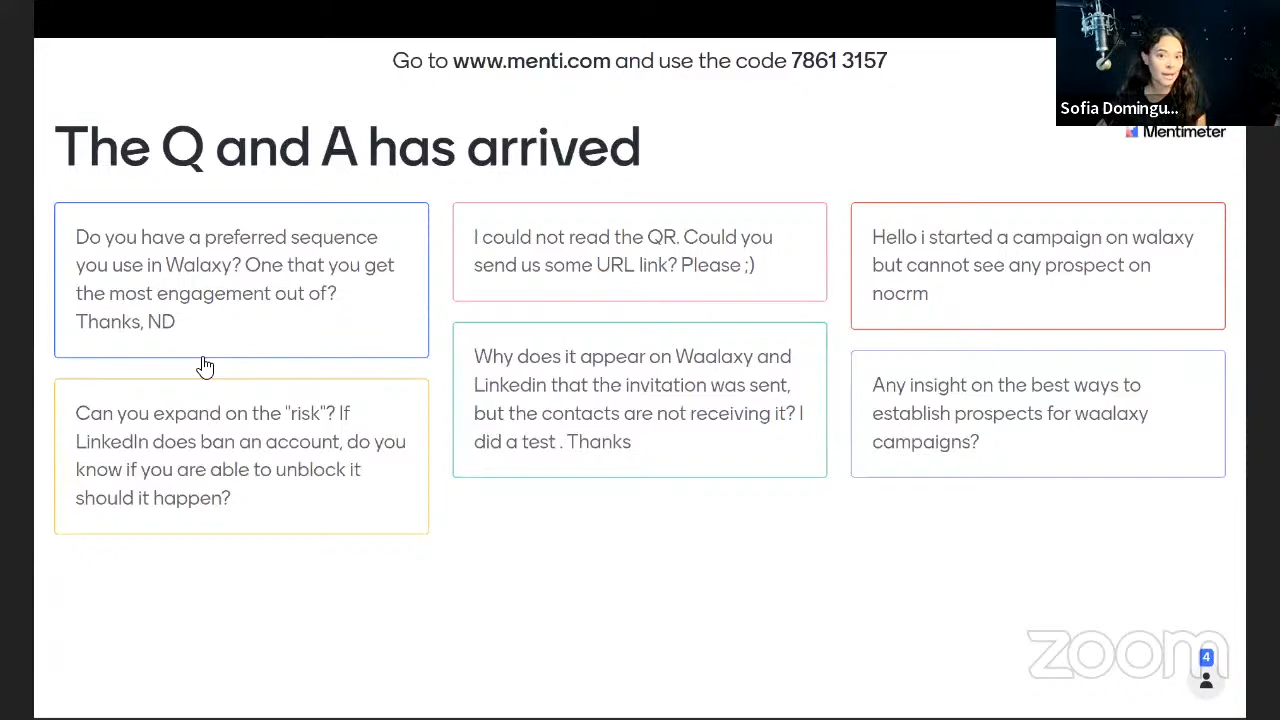 Go to www.menti.com and use the code 7861 3157
Sofia Domingu...
Mentimeter
The Q and A has arrived
Do you have a preferred sequence
you use in Walaxy? One that you get
the most engagement out of?
Thanks, ND
I could not read the QR. Could you
send us some URL link? Please ;)
Hello i started a campaign on walaxy
but cannot see any prospect on
nocrm
Can you expand on the "risk"? If
LinkedIn does ban an account, do you
know if you are able to unblock it
should it happen?
Why does it appear on Waalaxy and
Linkedin that the invitation was sent,
but the contacts are not receiving it? I
did a test . Thanks
Any insight on the best ways to
establish prospects for waalaxy
campaigns?
zoom
4